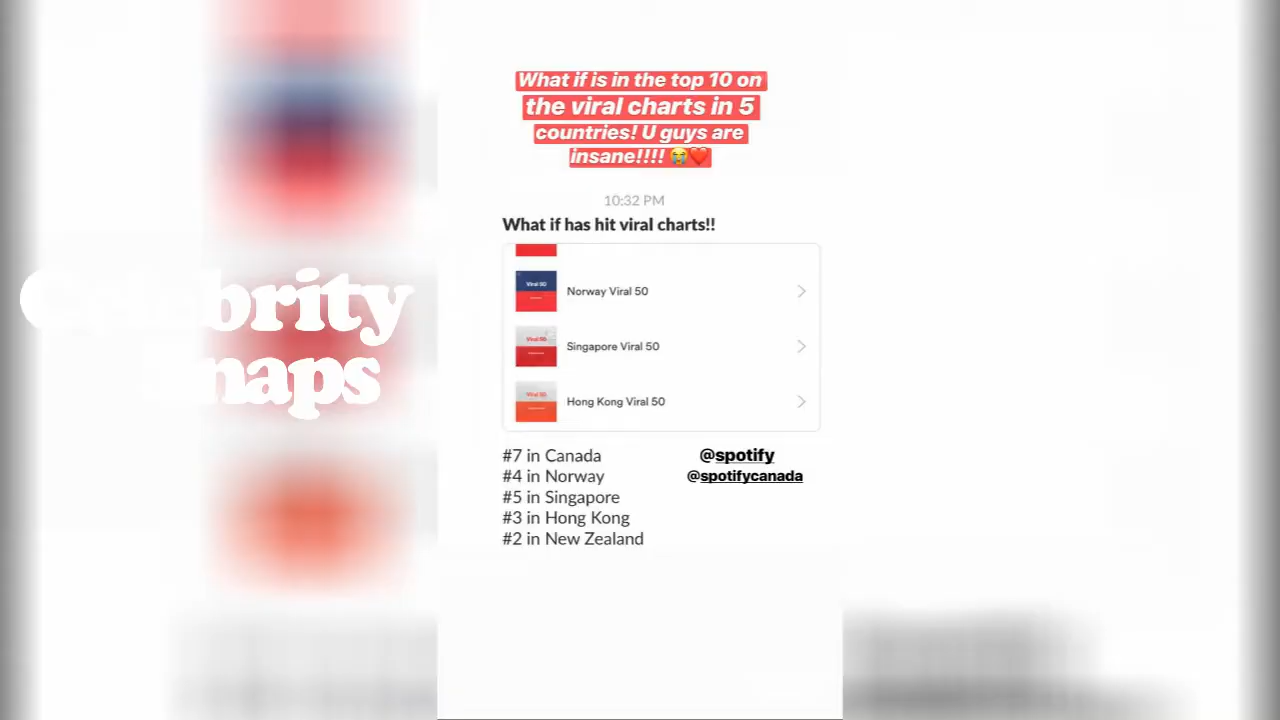 What if is in the top 10 on
the viral charts in 5
countries! U guys are
insane!!!! 😭❤️
10:32 PM
What if has hit viral charts!!
Viral 50
Norway Viral 50
Viral 50
Singapore Viral 50
Viral 50
Hong Kong Viral 50
#7 in Canada
#4 in Norway
#5 in Singapore
#3 in Hong Kong
#2 in New Zealand
@spotify
@spotifycanada
Celebrity
Snaps